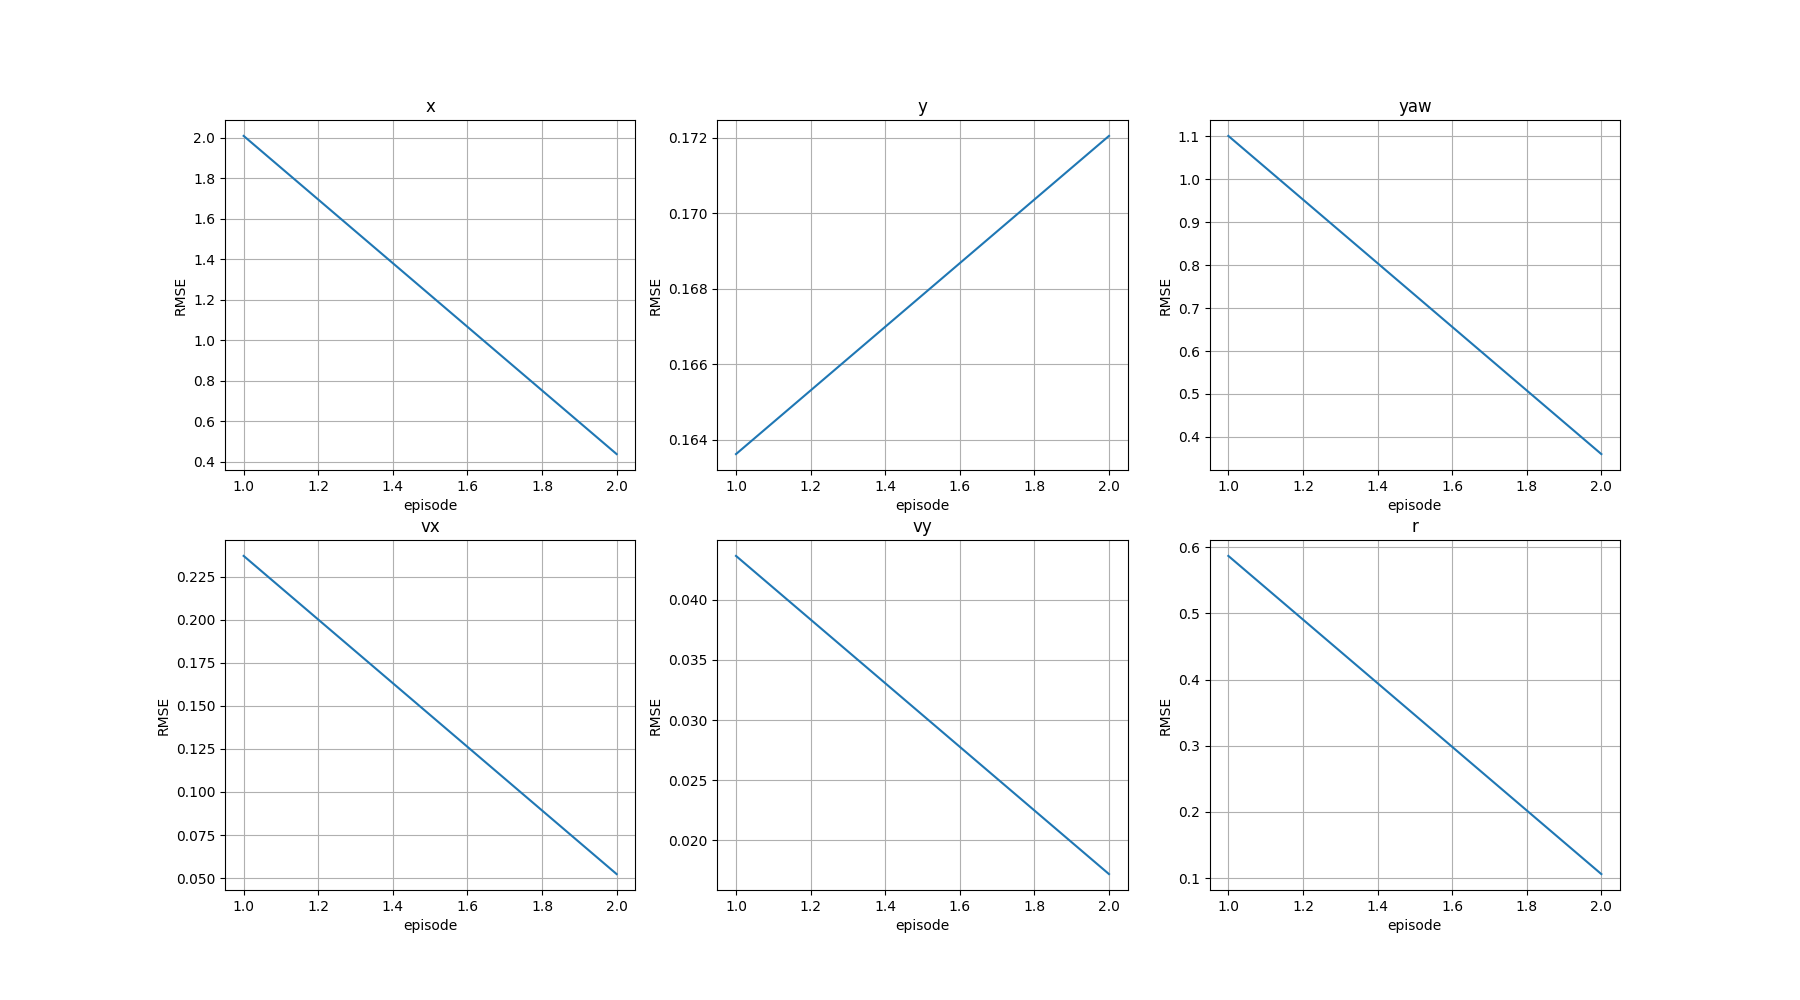 x
2.0
1.8
1.6
1.4
1.2
1.0
0.8
0.6
0.4
RMSE
1.0 1.2 1.4 1.6 1.8 2.0
episode
y
0.172
0.170
0.168
0.166
0.164
RMSE
1.0 1.2 1.4 1.6 1.8 2.0
episode
yaw
1.1
1.0
0.9
0.8
0.7
0.6
0.5
0.4
RMSE
1.0 1.2 1.4 1.6 1.8 2.0
episode
vx
0.225
0.200
0.175
0.150
0.125
0.100
0.075
0.050
RMSE
1.0 1.2 1.4 1.6 1.8 2.0
episode
vy
0.040
0.035
0.030
0.025
0.020
RMSE
1.0 1.2 1.4 1.6 1.8 2.0
episode
r
0.6
0.5
0.4
0.3
0.2
0.1
RMSE
1.0 1.2 1.4 1.6 1.8 2.0
episode